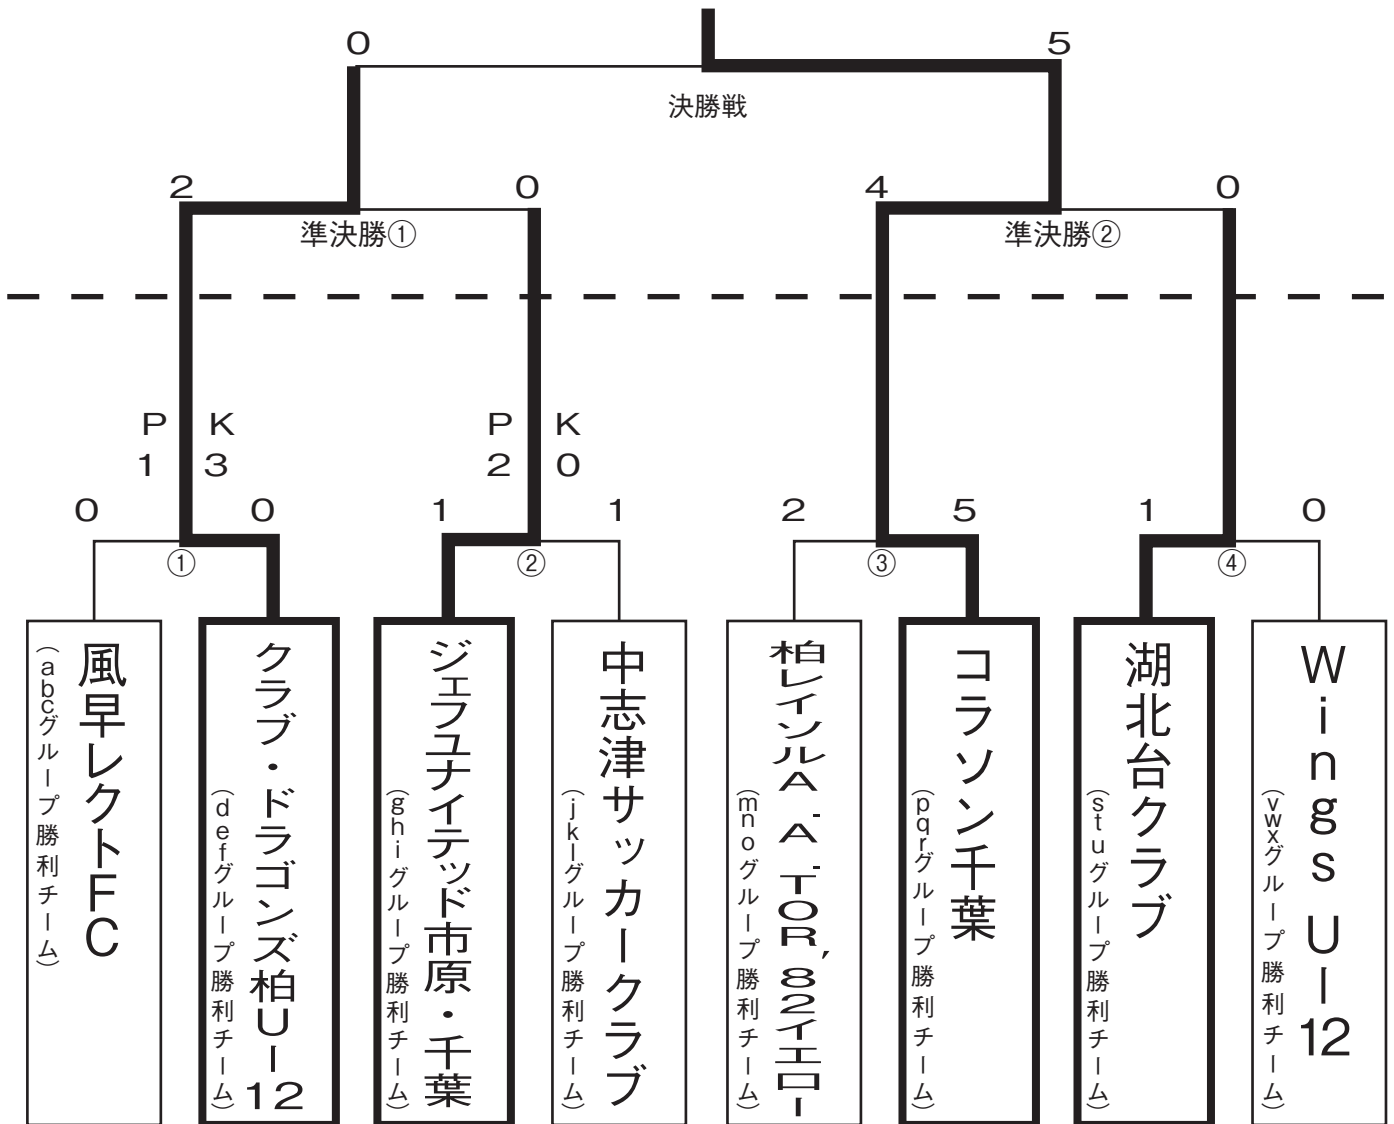 0 5
決勝戦
2 0 4 0
準決勝① 準決勝②
P K P K
1 3 2 0
0 0 1 1 2 5 1 0
① ② ③ ④
風早レクトFC
(abcグループ勝利チーム)
クラブ・ドラゴンズ柏U-12
(defグループ勝利チーム)
ジェフユナイテッド市原・千葉
(ghiグループ勝利チーム)
中志津サッカークラブ
(jklグループ勝利チーム)
柏レイソルA.A.TOR'82イエロー
(mnoグループ勝利チーム)
コラソン千葉
(pqrグループ勝利チーム)
湖北台クラブ
(stuグループ勝利チーム)
Wings U-12
(vwxグループ勝利チーム)